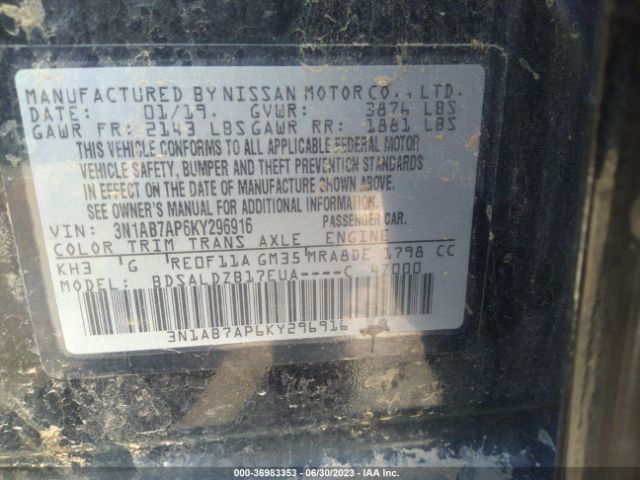 MANUFACTURED BY NISSAN MOTOR CO., LTD.
DATE: 01/19. GVWR: 3876 LBS
GAWR FR: 2143 LBS GAWR RR: 1881 LBS
THIS VEHICLE CONFORMS TO ALL APPLICABLE FEDERAL MOTOR
VEHICLE SAFETY, BUMPER AND THEFT PREVENTION STANDARDS
IN EFFECT ON THE DATE OF MANUFACTURE SHOWN ABOVE.
SEE OWNER'S MANUAL FOR ADDITIONAL INFORMATION.
VIN: 3N1AB7AP6KY296916 PASSENGER CAR.
COLOR TRIM TRANS AXLE ENGINE
KH3 G RE0F11A GM35 MRA8DE 1798 CC
MODEL: BDSALDZB17EUA----C 4Z000
3N1AB7AP6KY296916
000-36983353 - 06/30/2023 - IAA Inc.